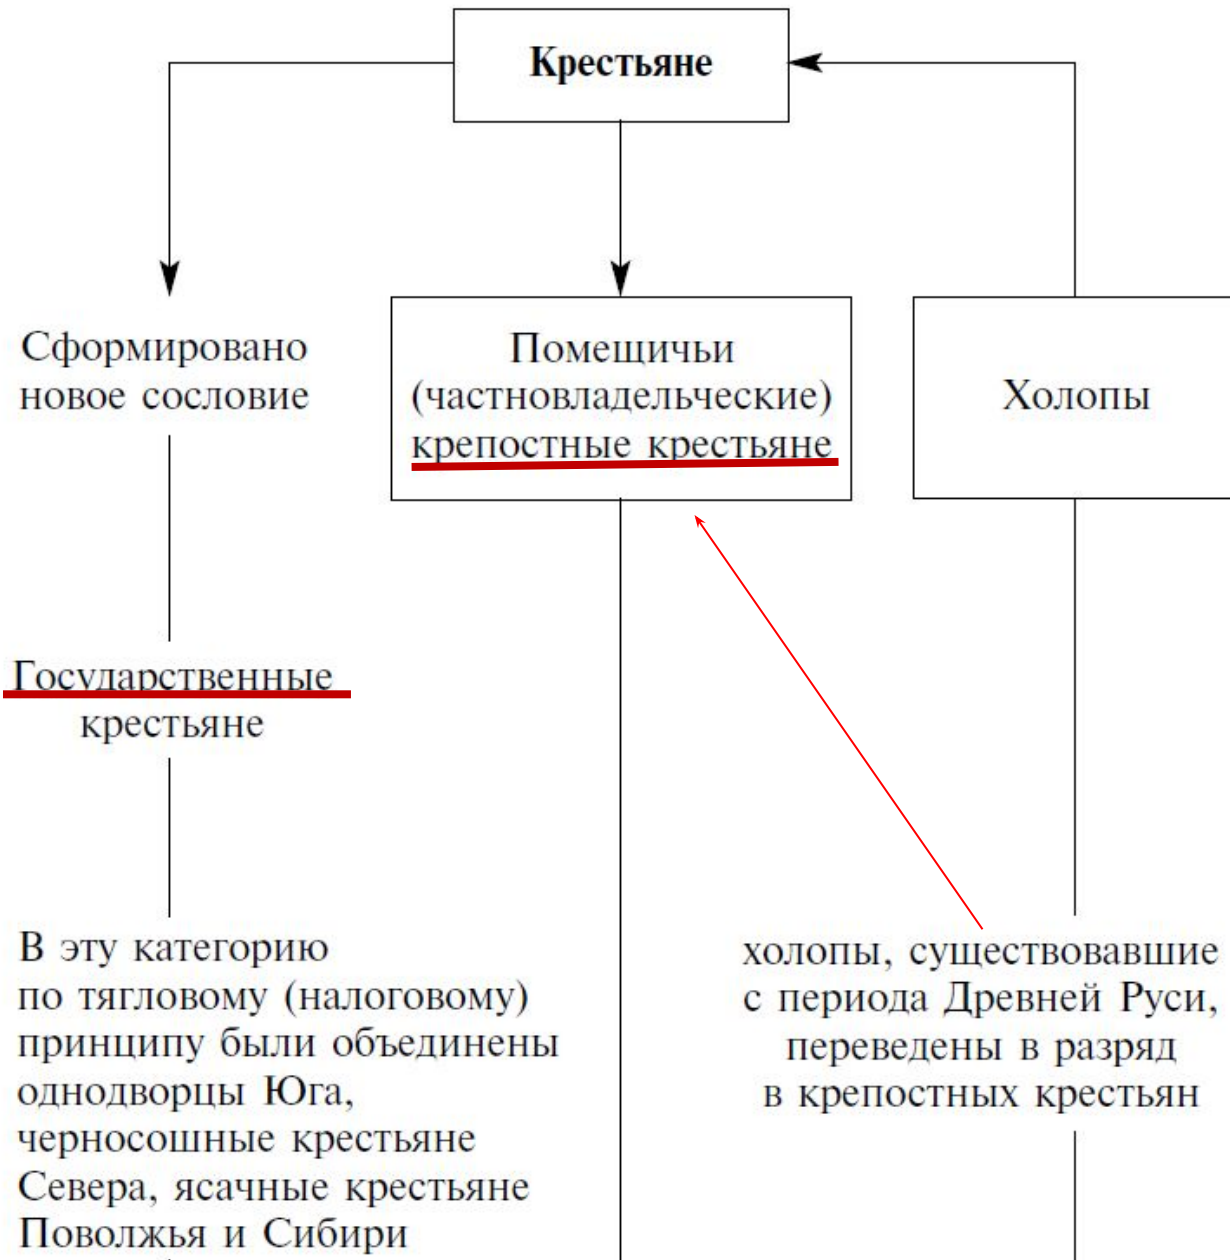 Крестьяне
Сформировано
новое сословие
Помещичьи
(частновладельческие)
крепостные крестьяне
Холопы
Государственные
крестьяне
В эту категорию
по тягловому (налоговому)
принципу были объединены
однодворцы Юга,
черносошные крестьяне
Севера, ясачные крестьяне
Поволжья и Сибири
холопы, существовавшие
с периода Древней Руси,
переведены в разряд
в крепостных крестьян